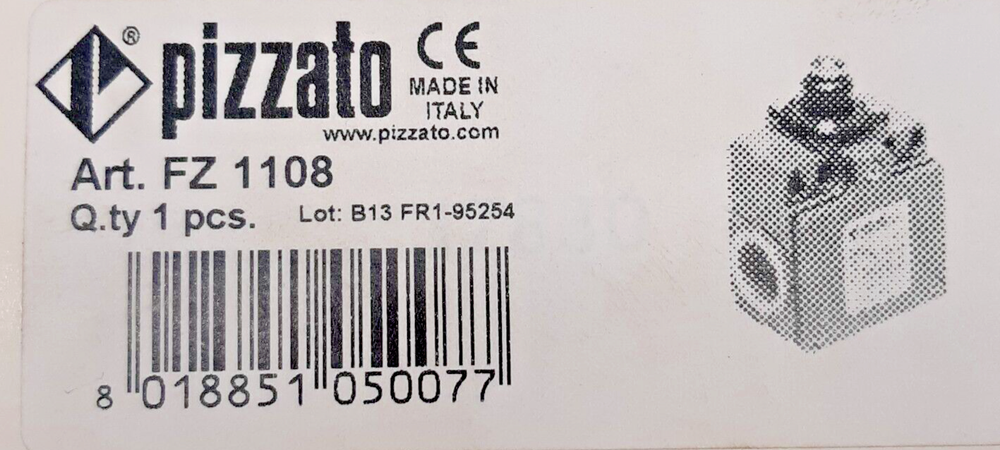 ® pizzato CE
MADE IN
ITALY
www.pizzato.com
Art. FZ 1108
Q.ty 1 pcs. Lot: B13 FR1-95254
8 018851 050077